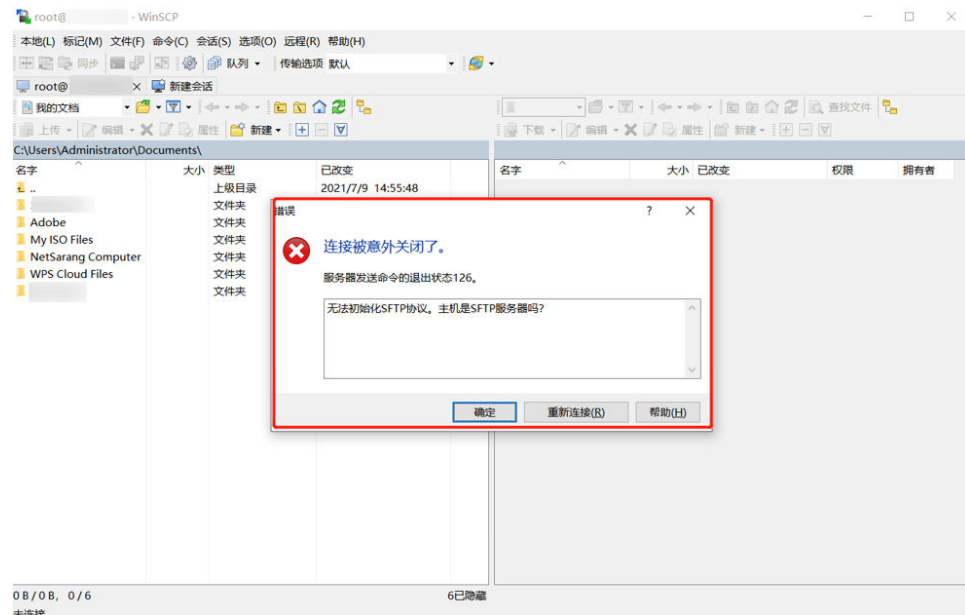 root@ - WinSCP
本地(L) 标记(M) 文件(F) 命令(C) 会话(S) 选项(O) 远程(R) 帮助(H)
同步 队列 传输选项 默认
root@ 新建会话
我的文档 查找文件
上传 编辑 属性 新建 下载 编辑 属性 新建
C:\Users\Administrator\Documents\
名字 大小 类型 已改变 名字 大小 已改变 权限 拥有者
.. 上级目录 2021/7/9 14:55:48
文件夹
Adobe 文件夹
My ISO Files 文件夹
NetSarang Computer 文件夹
WPS Cloud Files 文件夹
文件夹
错误
连接被意外关闭了。
服务器发送命令的退出状态126。
无法初始化SFTP协议。主机是SFTP服务器吗?
确定 重新连接(R) 帮助(H)
0 B / 0 B, 0 / 6 6已隐藏
未连接